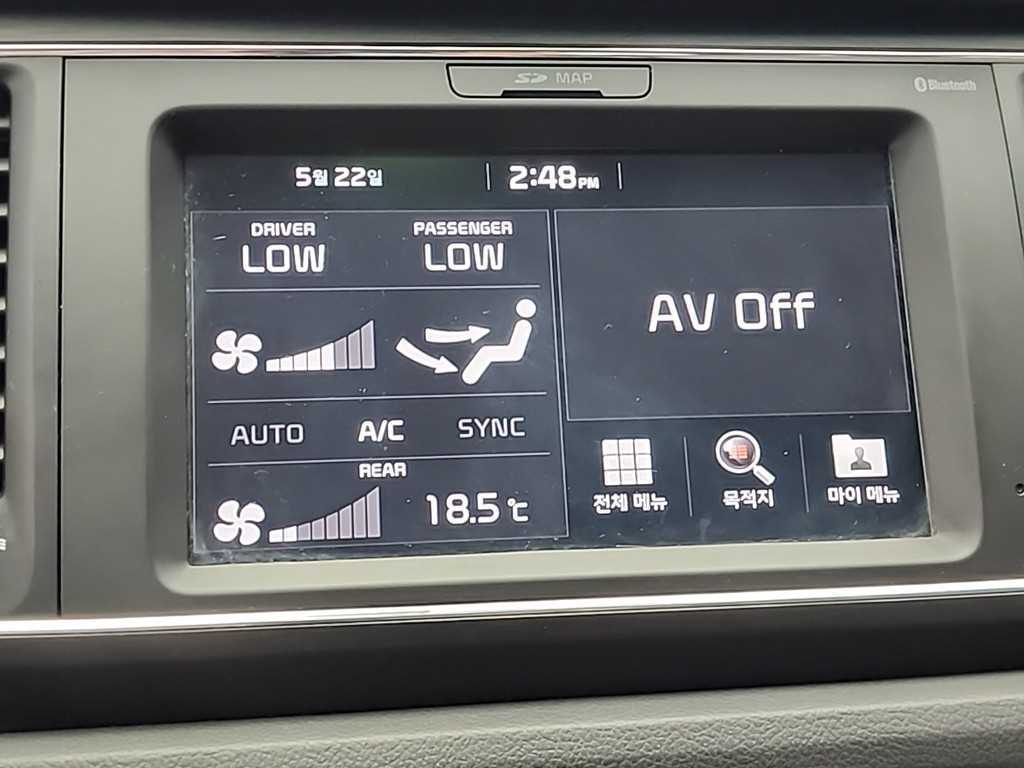 SD MAP
Bluetooth
5월 22일
2:48PM
DRIVER
LOW
PASSENGER
LOW
AV Off
AUTO
A/C
SYNC
REAR
18.5℃
전체 메뉴
목적지
마이 메뉴